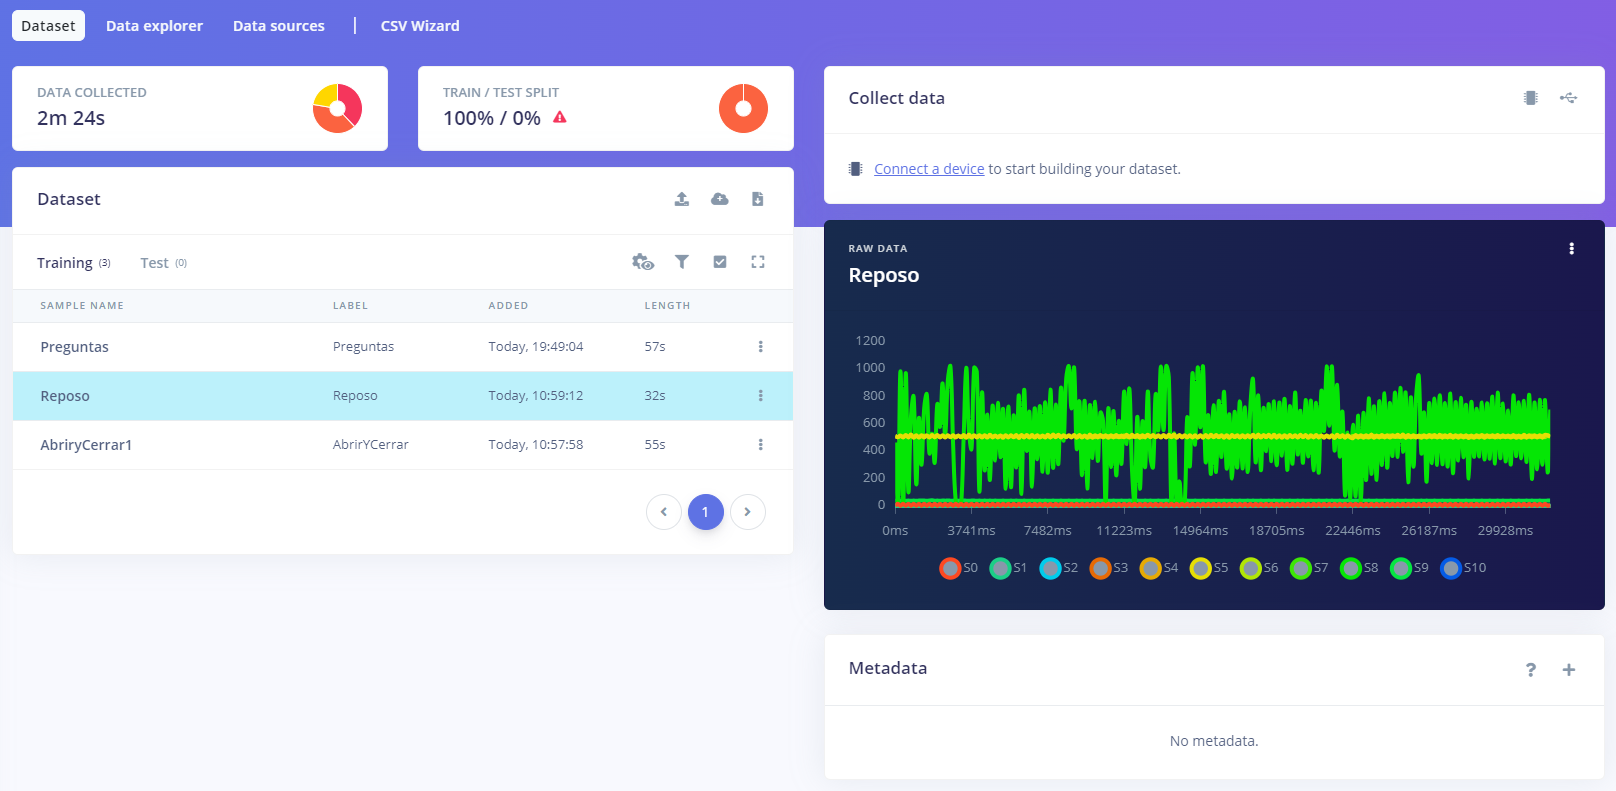 Dataset Data explorer Data sources | CSV Wizard
DATA COLLECTED
2m 24s
TRAIN / TEST SPLIT
100% / 0%
Dataset
Training (3) Test (0)
SAMPLE NAME LABEL ADDED LENGTH
Preguntas Preguntas Today, 19:49:04 57s
Reposo Reposo Today, 10:59:12 32s
AbriryCerrar1 AbrirYCerrar Today, 10:57:58 55s
1
Collect data
Connect a device to start building your dataset.
RAW DATA
Reposo
1200
1000
800
600
400
200
0
0ms 3741ms 7482ms 11223ms 14964ms 18705ms 22446ms 26187ms 29928ms
S0 S1 S2 S3 S4 S5 S6 S7 S8 S9 S10
Metadata
No metadata.